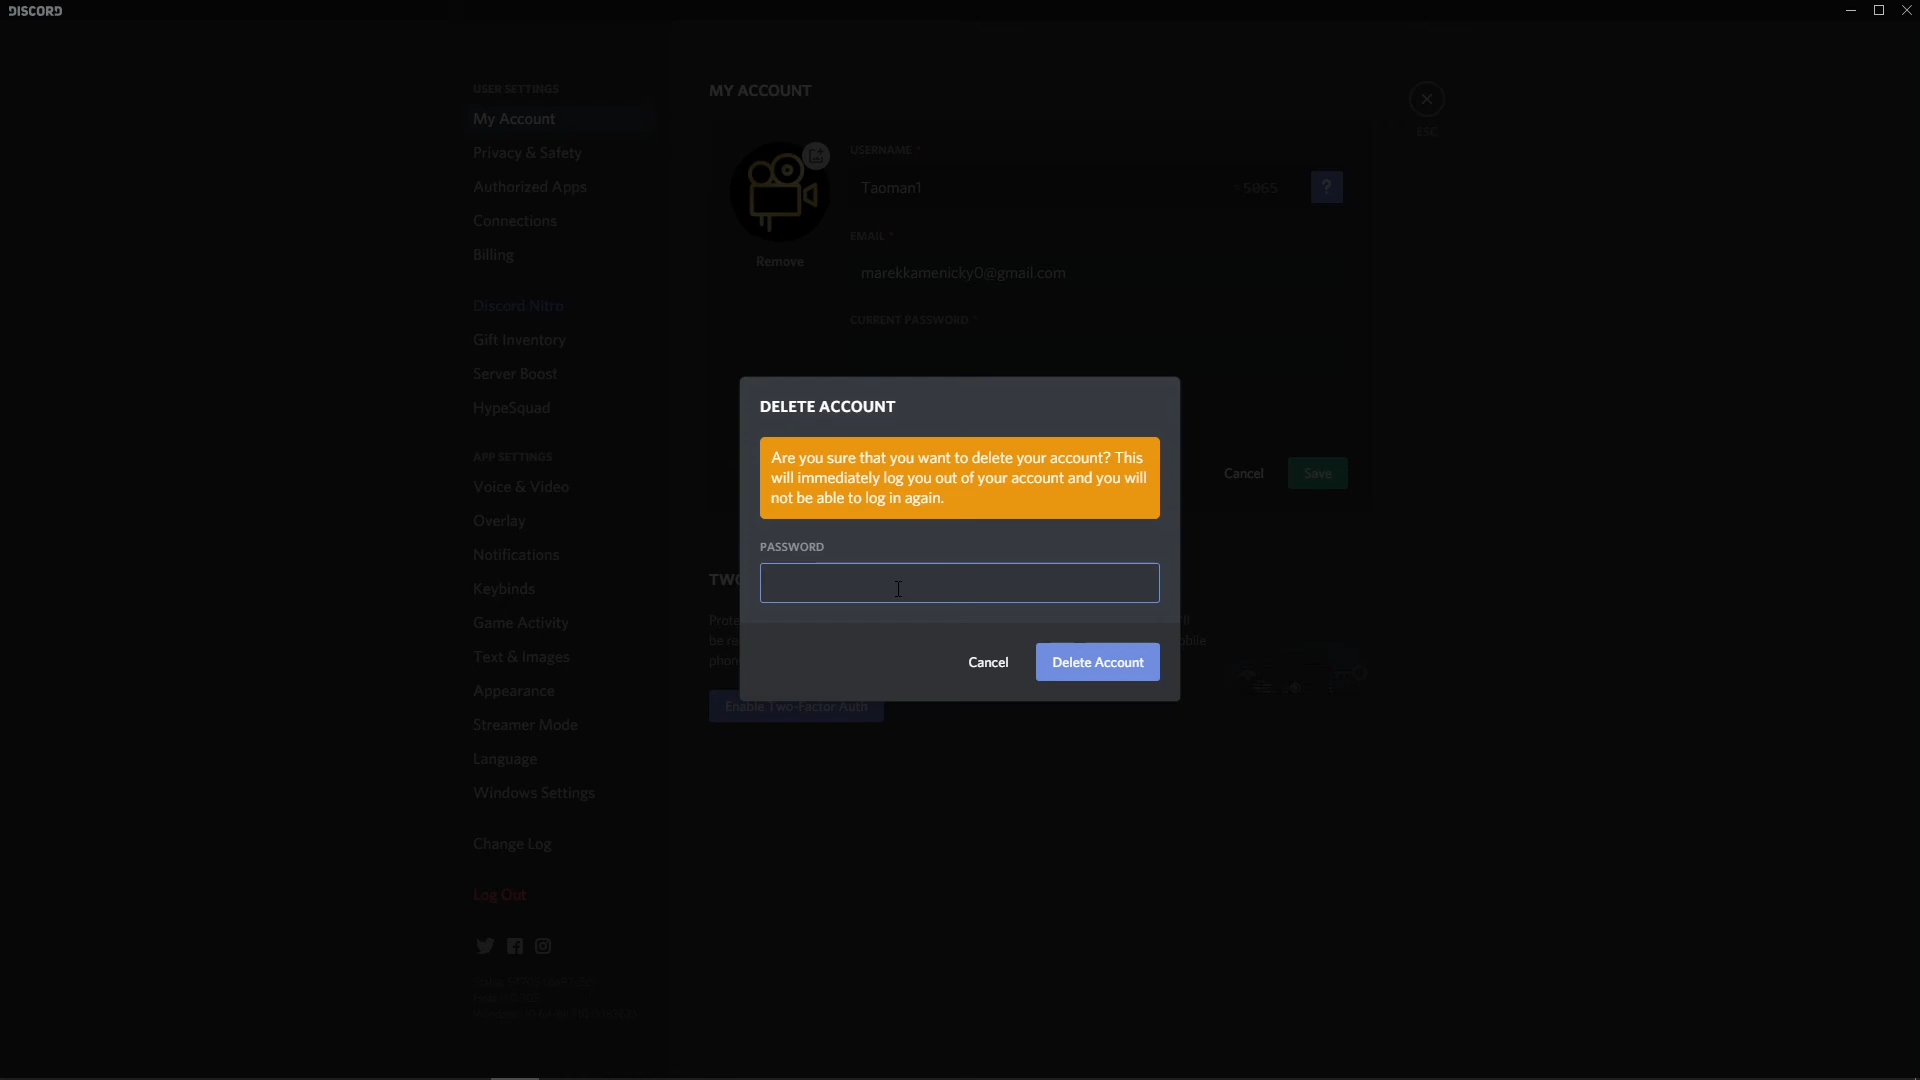 DISCORD
USER SETTINGS
My Account
Privacy & Safety
Authorized Apps
Connections
Billing
Discord Nitro
Gift Inventory
Server Boost
HypeSquad
APP SETTINGS
Voice & Video
Overlay
Notifications
Keybinds
Game Activity
Text & Images
Appearance
Streamer Mode
Language
Windows Settings
Change Log
Log Out
MY ACCOUNT
ESC
USERNAME *
Taoman1
#5065
?
Remove
EMAIL *
marekkamenicky0@gmail.com
CURRENT PASSWORD *
Cancel
Save
DELETE ACCOUNT
Are you sure that you want to delete your account? This
will immediately log you out of your account and you will
not be able to log in again.
PASSWORD
Cancel
Delete Account
Enable Two-Factor Auth